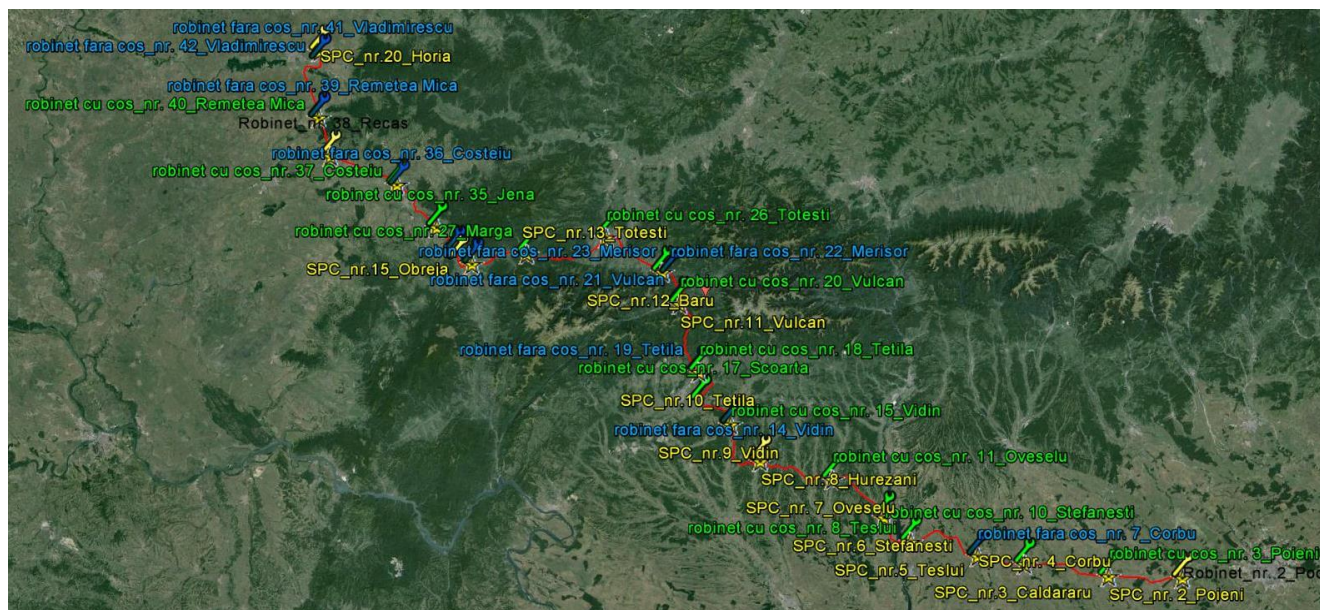 robinet fara cos_nr. 41_Vladimirescu
robinet fara cos_nr. 42_Vladimirescu
SPC_nr.20_Horia
robinet fara cos_nr. 39_Remetea Mica
robinet cu cos_nr. 40_Remetea Mica
Robinet_nr. 38_Recas
robinet fara cos_nr. 36_Costeiu
robinet cu cos_nr. 37_Costeiu
robinet cu cos_nr. 35_Jena
robinet cu cos_nr. 26_Totesti
robinet cu cos_nr. 27_Marga
SPC_nr.13_Totesti
robinet fara cos_nr. 23_Merisor
robinet fara cos_nr. 22_Merisor
SPC_nr.15_Obreja
robinet fara cos_nr. 21_Vulcan
robinet cu cos_nr. 20_Vulcan
SPC_nr.12_Baru
SPC_nr.11_Vulcan
robinet fara cos_nr. 19_Tetila
robinet cu cos_nr. 18_Tetila
robinet cu cos_nr. 17_Scoarta
SPC_nr.10_Tetila
robinet cu cos_nr. 15_Vidin
robinet fara cos_nr. 14_Vidin
SPC_nr.9_Vidin
robinet cu cos_nr. 11_Oveselu
SPC_nr. 8_Hurezani
SPC_nr. 7_Oveselu
robinet cu cos_nr. 10_Stefanesti
robinet cu cos_nr. 8_Teslui
robinet fara cos_nr. 7_Corbu
SPC_nr.6_Stefanesti
robinet cu cos_nr. 3_Poieni
SPC_nr. 4_Corbu
SPC_nr.5_Teslui
Robinet_nr. 2_Poo
SPC_nr.3_Caldararu
SPC_nr. 2_Poieni